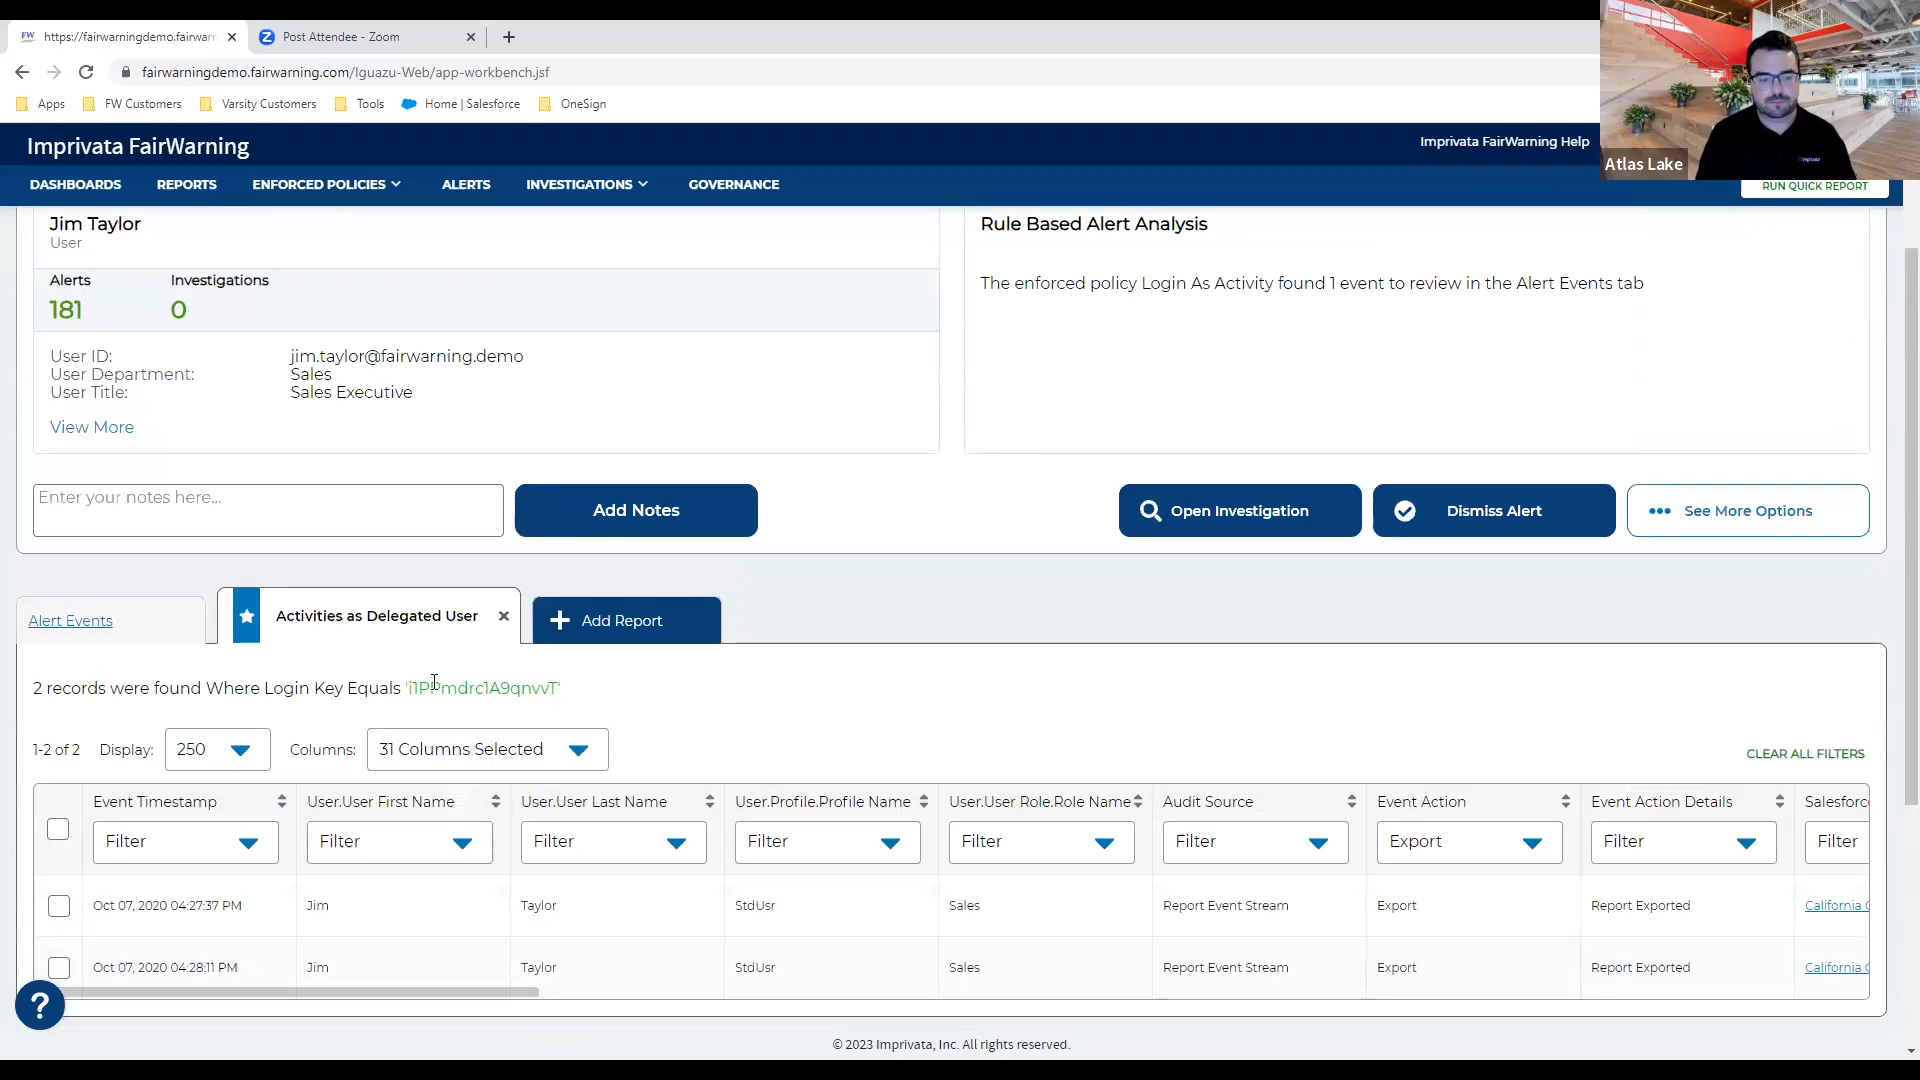 FW https://fairwarningdemo.fairwarn
Post Attendee - Zoom
fairwarningdemo.fairwarning.com/Iguazu-Web/app-workbench.jsf
Apps FW Customers Varsity Customers Tools Home | Salesforce OneSign
Imprivata FairWarning
Imprivata FairWarning Help
Atlas Lake
DASHBOARDS REPORTS ENFORCED POLICIES ALERTS INVESTIGATIONS GOVERNANCE
RUN QUICK REPORT
Jim Taylor
User
Alerts Investigations
181 0
User ID: jim.taylor@fairwarning.demo
User Department: Sales
User Title: Sales Executive
View More
Rule Based Alert Analysis
The enforced policy Login As Activity found 1 event to review in the Alert Events tab
Enter your notes here...
Add Notes
Open Investigation
Dismiss Alert
See More Options
Alert Events
Activities as Delegated User
Add Report
2 records were found Where Login Key Equals
1-2 of 2 Display: 250 Columns: 31 Columns Selected
CLEAR ALL FILTERS
Event Timestamp User.User First Name User.User Last Name User.Profile.Profile Name User.User Role.Role Name Audit Source Event Action Event Action Details Salesforc
Filter Filter Filter Filter Filter Filter Export Filter Filter
Oct 07, 2020 04:27:37 PM Jim Taylor StdUsr Sales Report Event Stream Export Report Exported California
Oct 07, 2020 04:28:11 PM Jim Taylor StdUsr Sales Report Event Stream Export Report Exported California
?
© 2023 Imprivata, Inc. All rights reserved.